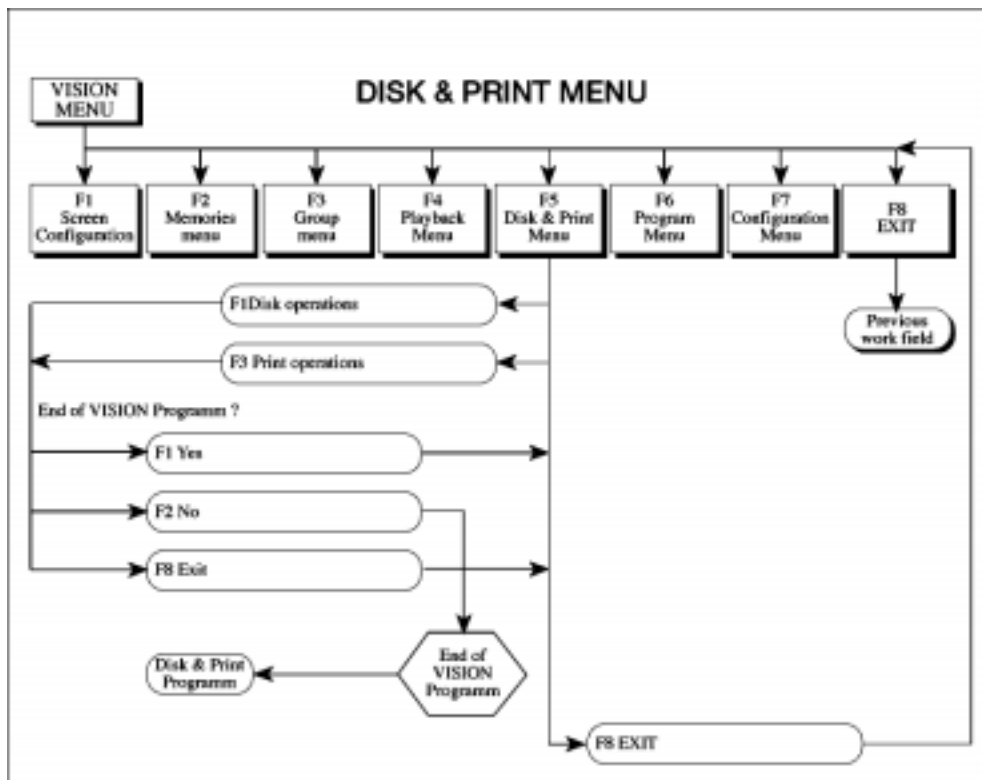 VISION
MENU
DISK & PRINT MENU
F1
Screen
Configuration
F2
Memories
menu
F3
Group
menu
F4
Playback
Menu
F5
Disk & Print
Menu
F6
Program
Menu
F7
Configuration
Menu
F8
EXIT
F1Disk operations
Previous
work field
F3 Print operations
End of VISION Programm ?
F1 Yes
F2 No
F8 Exit
Disk & Print
Programm
End of
VISION
Programm
F8 EXIT